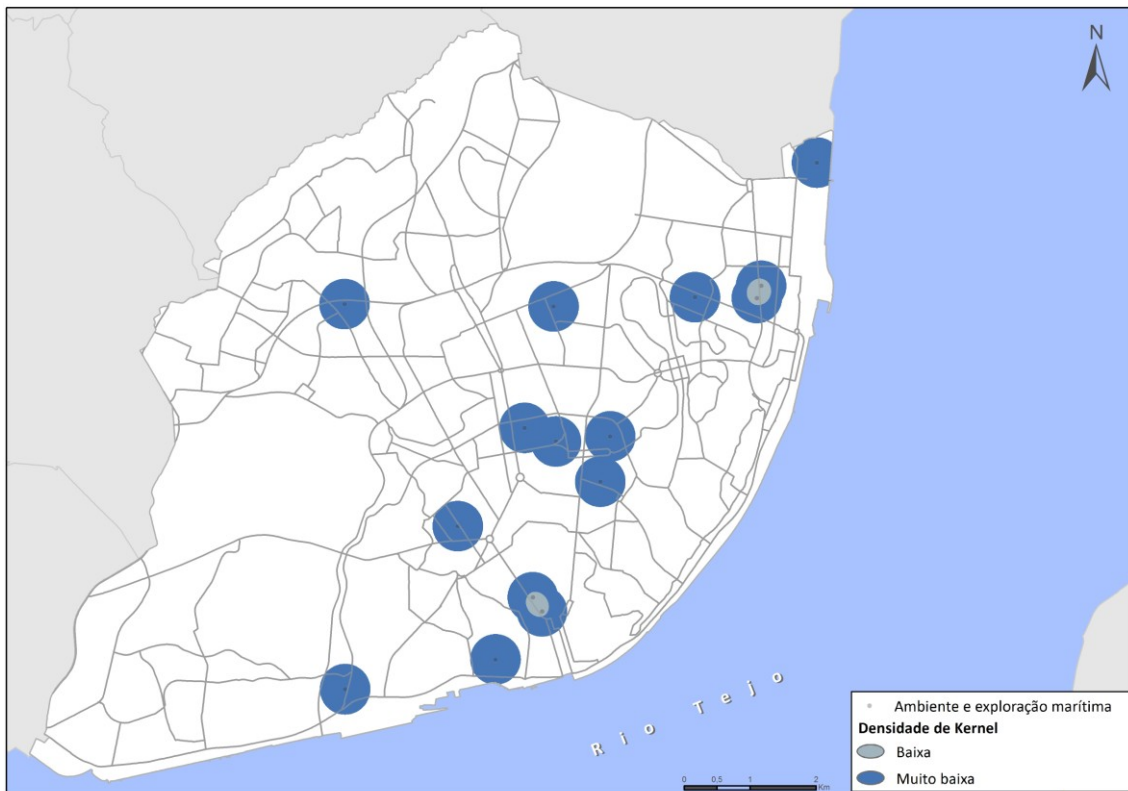 N
Rio Tejo
0 0,5 1 2
Km
Ambiente e exploração marítima
Densidade de Kernel
Baixa
Muito baixa